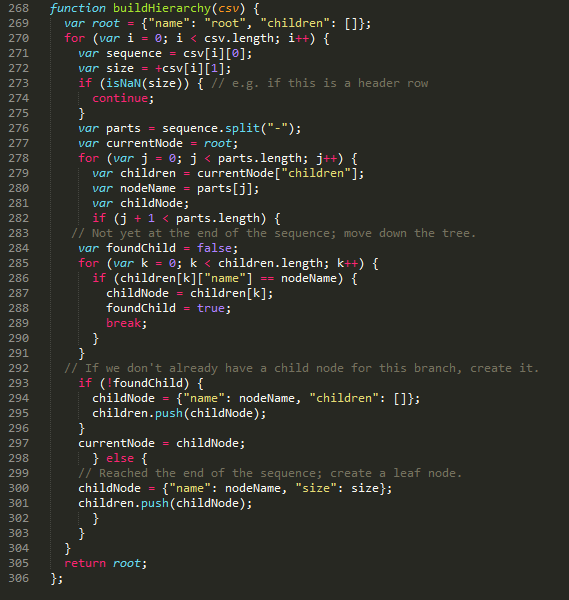 268 function buildHierarchy(csv) {
269   var root = {"name": "root", "children": []};
270   for (var i = 0; i < csv.length; i++) {
271     var sequence = csv[i][0];
272     var size = +csv[i][1];
273     if (isNaN(size)) { // e.g. if this is a header row
274       continue;
275     }
276     var parts = sequence.split("-");
277     var currentNode = root;
278     for (var j = 0; j < parts.length; j++) {
279       var children = currentNode["children"];
280       var nodeName = parts[j];
281       var childNode;
282       if (j + 1 < parts.length) {
283    // Not yet at the end of the sequence; move down the tree.
284     var foundChild = false;
285     for (var k = 0; k < children.length; k++) {
286       if (children[k]["name"] == nodeName) {
287         childNode = children[k];
288         foundChild = true;
289         break;
290       }
291     }
292   // If we don't already have a child node for this branch, create it.
293     if (!foundChild) {
294       childNode = {"name": nodeName, "children": []};
295       children.push(childNode);
296     }
297     currentNode = childNode;
298       } else {
299     // Reached the end of the sequence; create a leaf node.
300     childNode = {"name": nodeName, "size": size};
301     children.push(childNode);
302       }
303     }
304   }
305   return root;
306 };